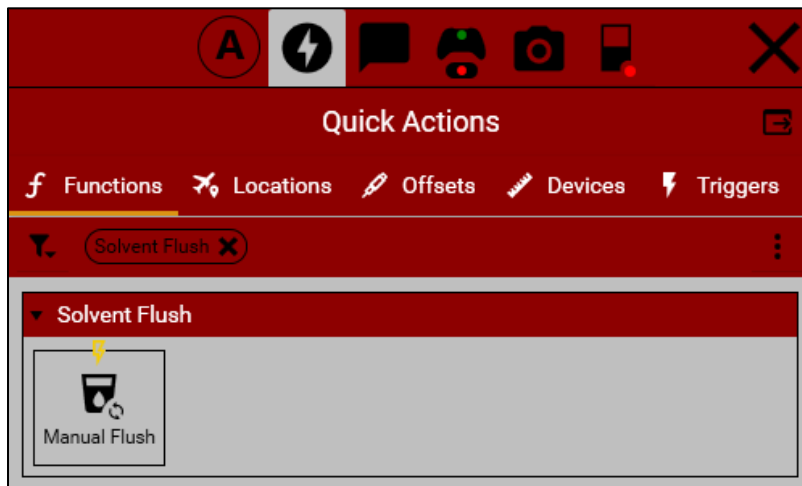 A
Quick Actions
Functions Locations Offsets Devices Triggers
Solvent Flush
Solvent Flush
Manual Flush